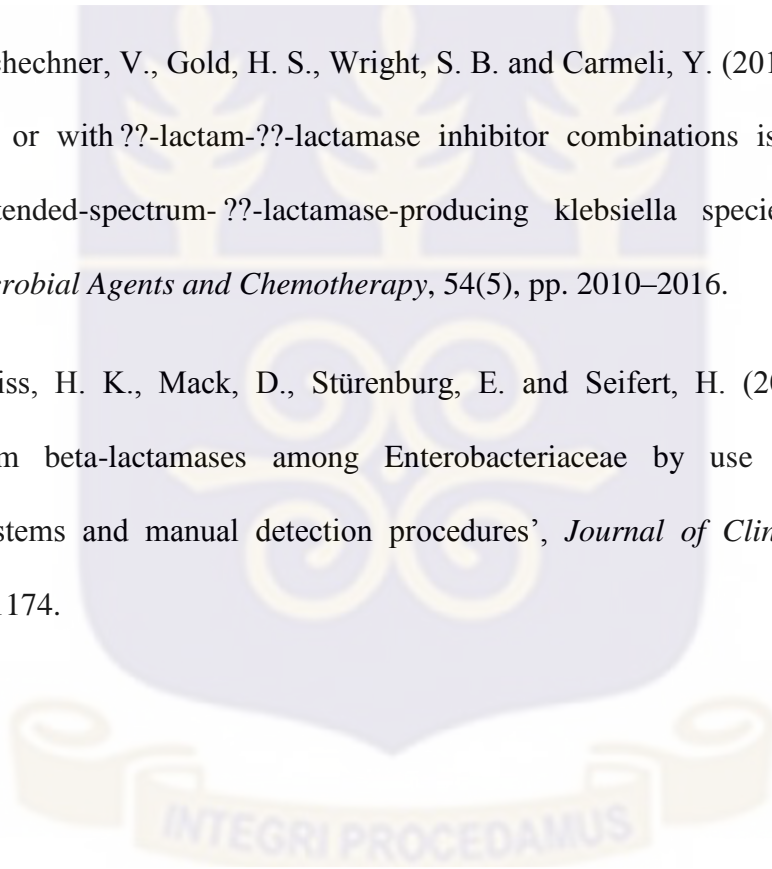 chechner, V., Gold, H. S., Wright, S. B. and Carmeli, Y. (201
or with ??-lactam-??-lactamase inhibitor combinations is
tended-spectrum- ??-lactamase-producing klebsiella specie
robial Agents and Chemotherapy, 54(5), pp. 2010–2016.
iss, H. K., Mack, D., Stürenburg, E. and Seifert, H. (20
m beta-lactamases among Enterobacteriaceae by use
stems and manual detection procedures’, Journal of Clin
1174.
INTEGRI PROCEDAMUS